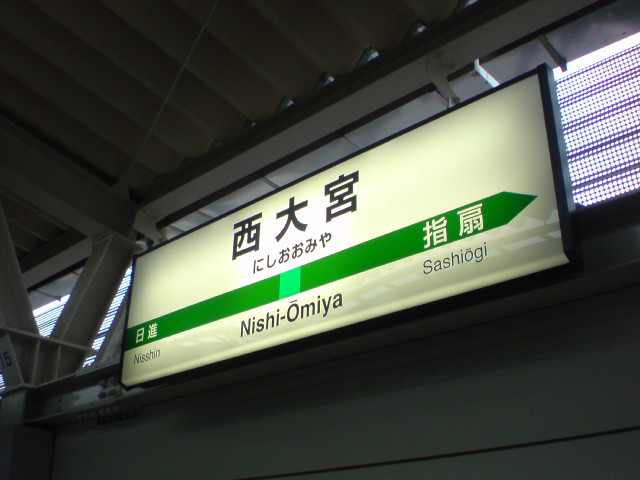 西大宮
にしおおみや
指扇
Sashiōgi
日進
Nisshin
Nishi-Ōmiya